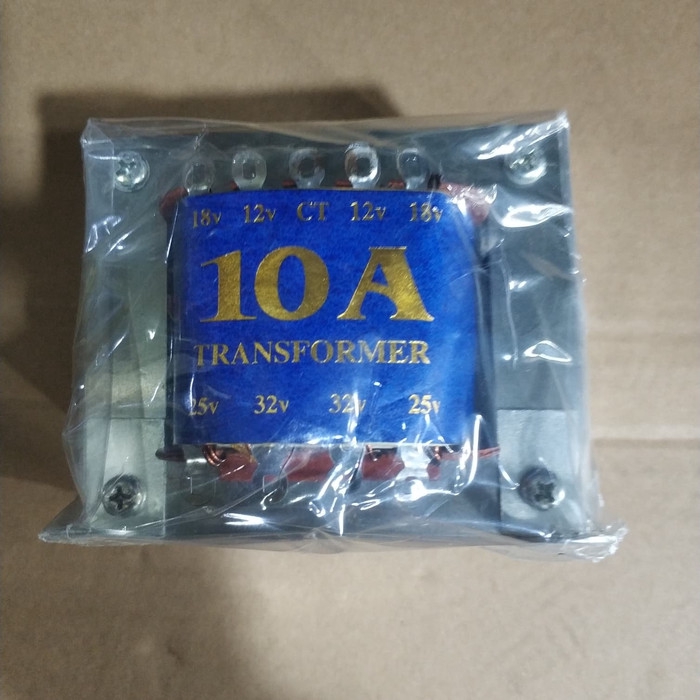 18v 12v CT 12v 18v
10A
TRANSFORMER
25v 32v 32v 25v